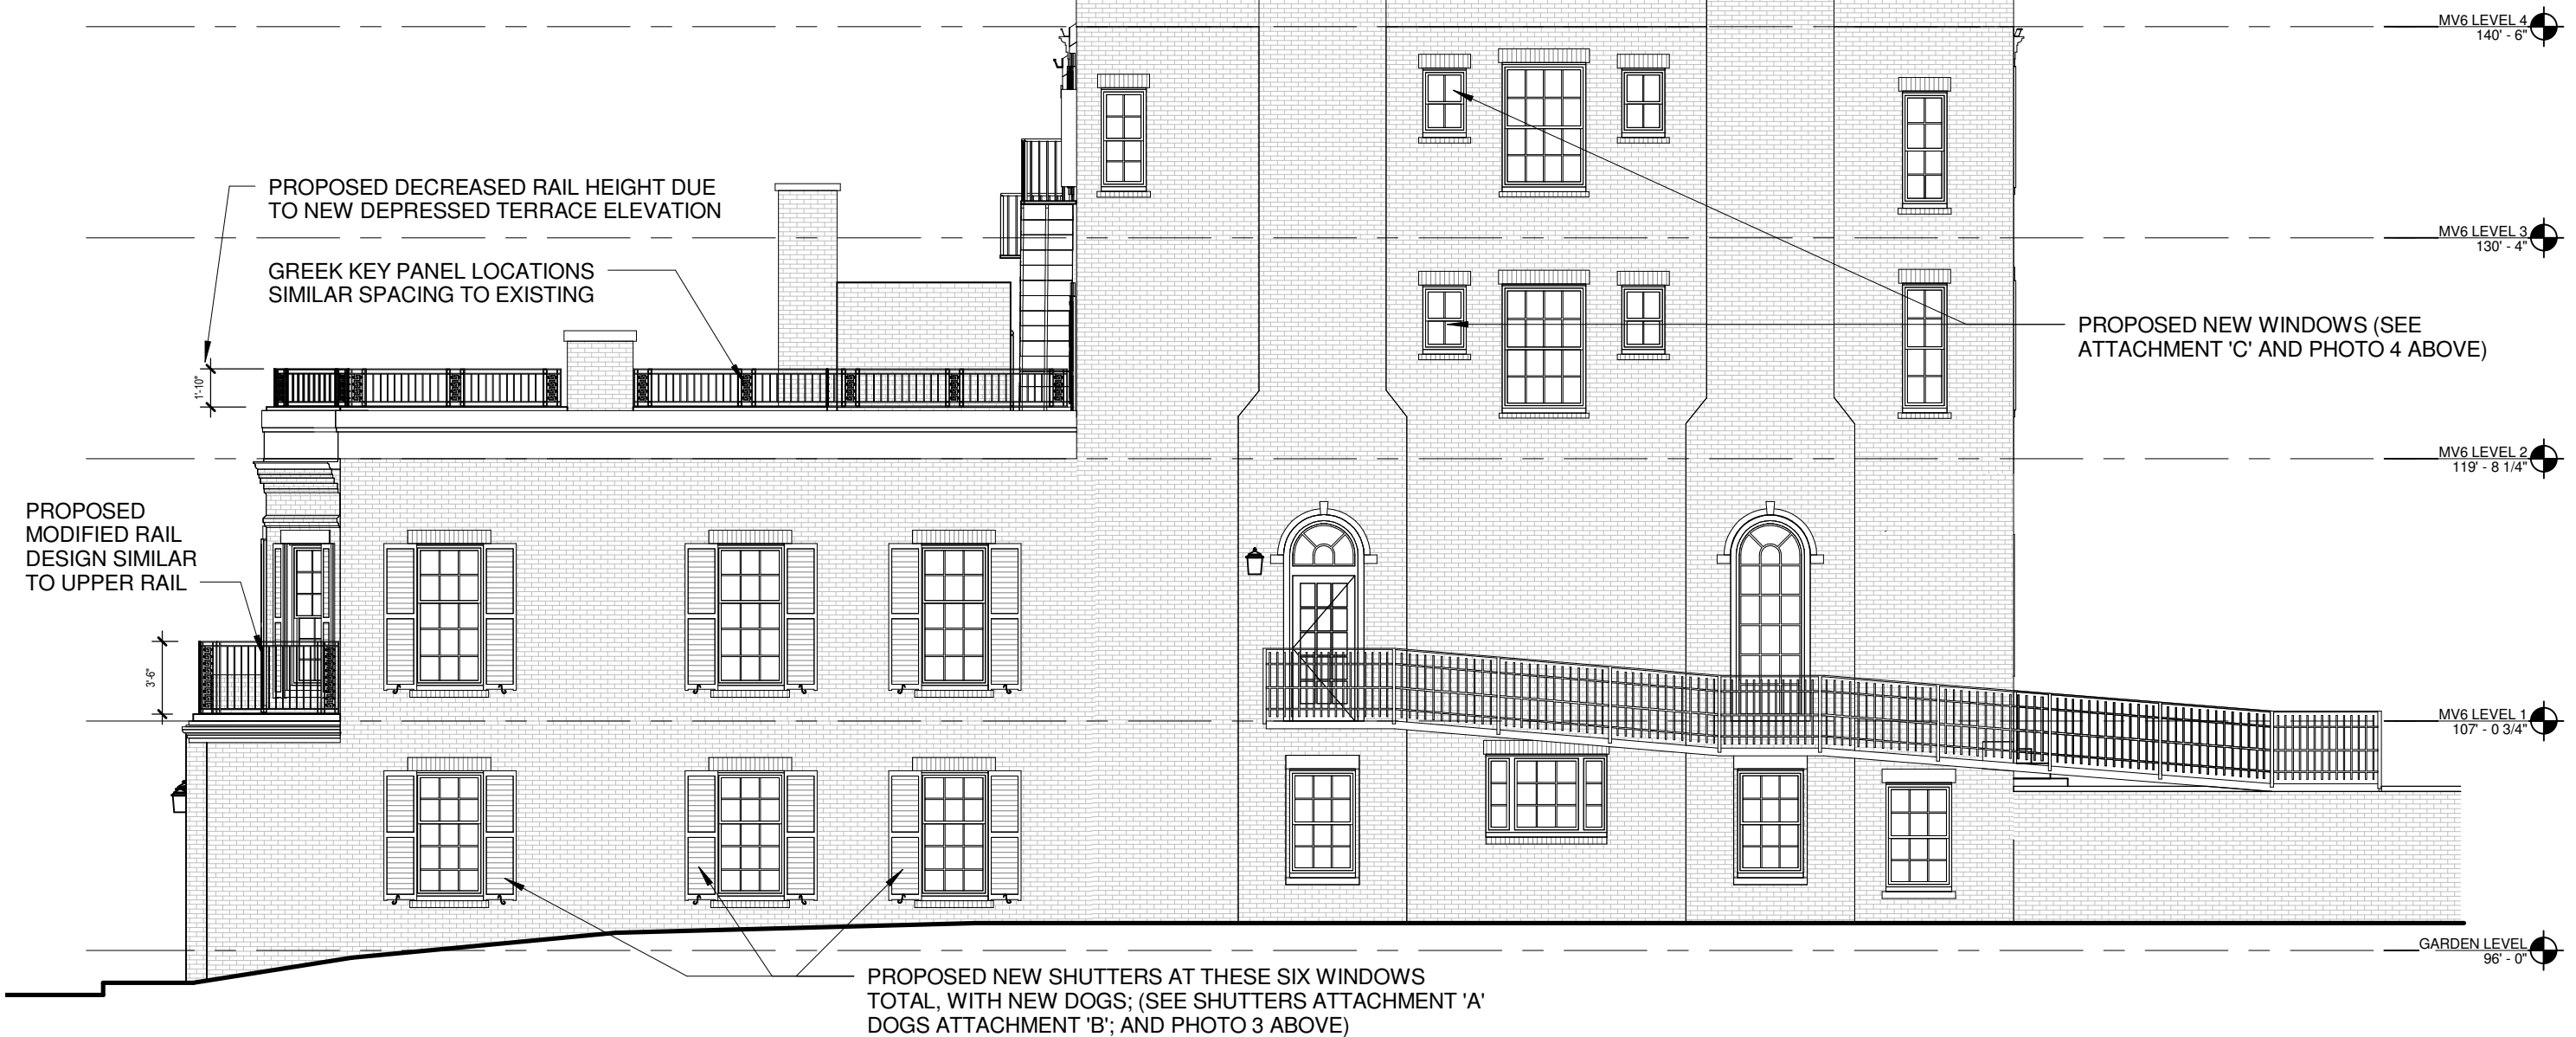 MV6 LEVEL 4
140' - 6"
PROPOSED DECREASED RAIL HEIGHT DUE
TO NEW DEPRESSED TERRACE ELEVATION
MV6 LEVEL 3
130' - 4"
GREEK KEY PANEL LOCATIONS
SIMILAR SPACING TO EXISTING
PROPOSED NEW WINDOWS (SEE
ATTACHMENT 'C' AND PHOTO 4 ABOVE)
1'-10"
MV6 LEVEL 2
119' - 8 1/4"
PROPOSED
MODIFIED RAIL
DESIGN SIMILAR
TO UPPER RAIL
3'-6"
MV6 LEVEL 1
107' - 0 3/4"
GARDEN LEVEL
96' - 0"
PROPOSED NEW SHUTTERS AT THESE SIX WINDOWS
TOTAL, WITH NEW DOGS; (SEE SHUTTERS ATTACHMENT 'A'
DOGS ATTACHMENT 'B'; AND PHOTO 3 ABOVE)